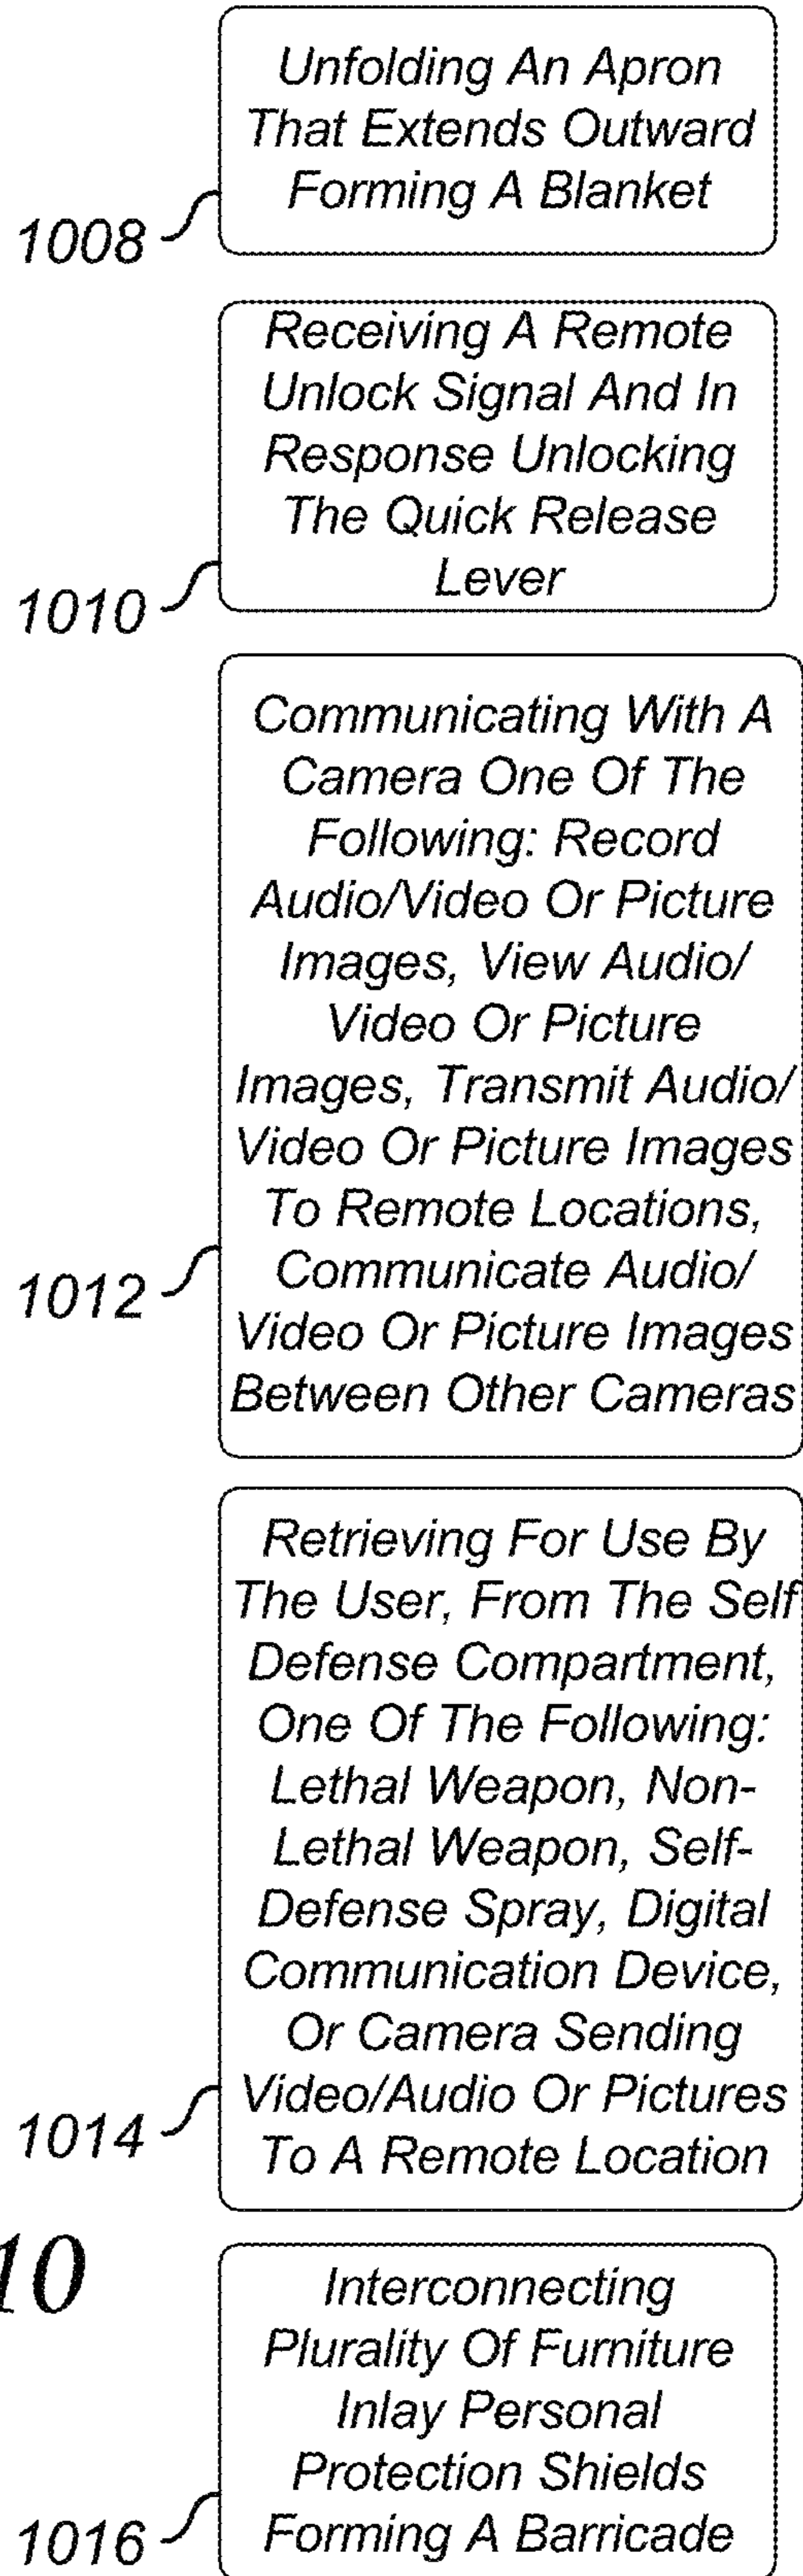 Unfolding An Apron
That Extends Outward
Forming A Blanket
1008
Receiving A Remote
Unlock Signal And In
Response Unlocking
The Quick Release
Lever
1010
Communicating With A
Camera One Of The
Following: Record
Audio/Video Or Picture
Images, View Audio/
Video Or Picture
Images, Transmit Audio/
Video Or Picture Images
To Remote Locations,
Communicate Audio/
Video Or Picture Images
Between Other Cameras
1012
Retrieving For Use By
The User, From The Self
Defense Compartment,
One Of The Following:
Lethal Weapon, Non-
Lethal Weapon, Self-
Defense Spray, Digital
Communication Device,
Or Camera Sending
Video/Audio Or Pictures
To A Remote Location
1014
10
Interconnecting
Plurality Of Furniture
Inlay Personal
Protection Shields
Forming A Barricade
1016